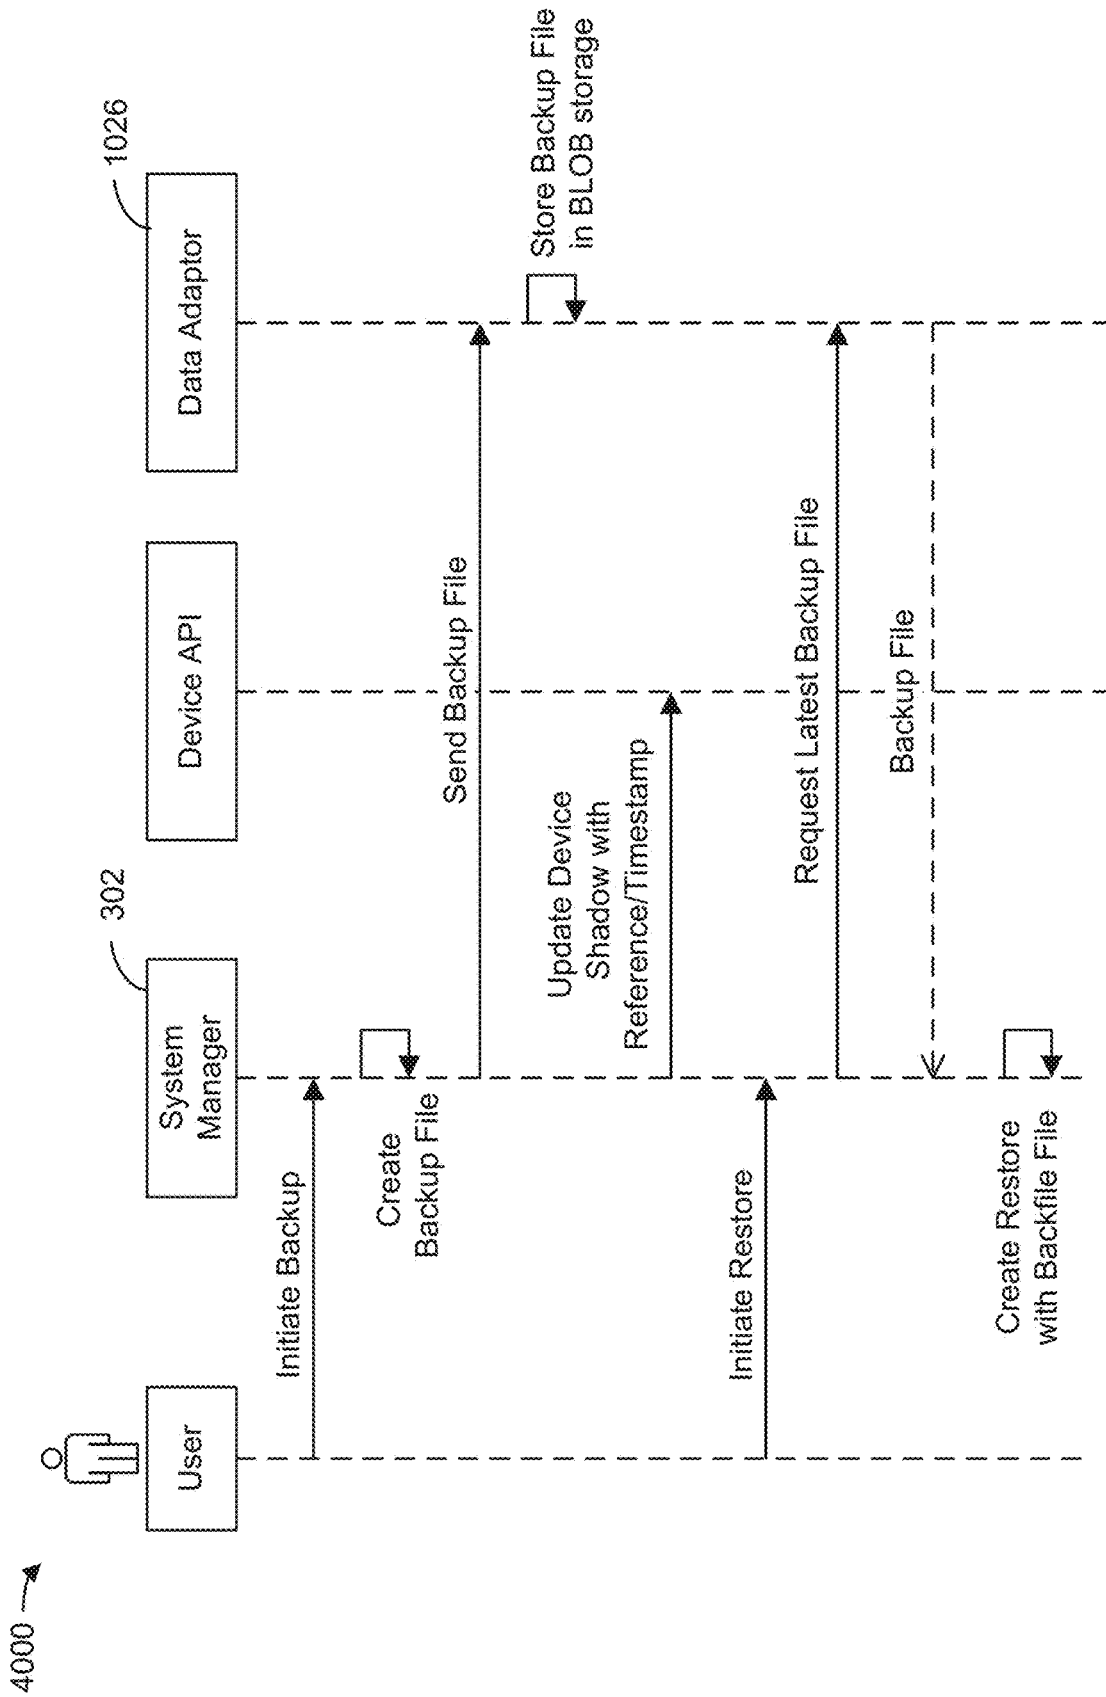 4000
User
System
Manager
302
Device API
Data Adaptor
1026
Initiate Backup
Create
Backup File
Send Backup File
Store Backup File
in BLOB storage
Update Device
Shadow with
Reference/Timestamp
Initiate Restore
Request Latest Backup File
Backup File
Create Restore
with Backfile File